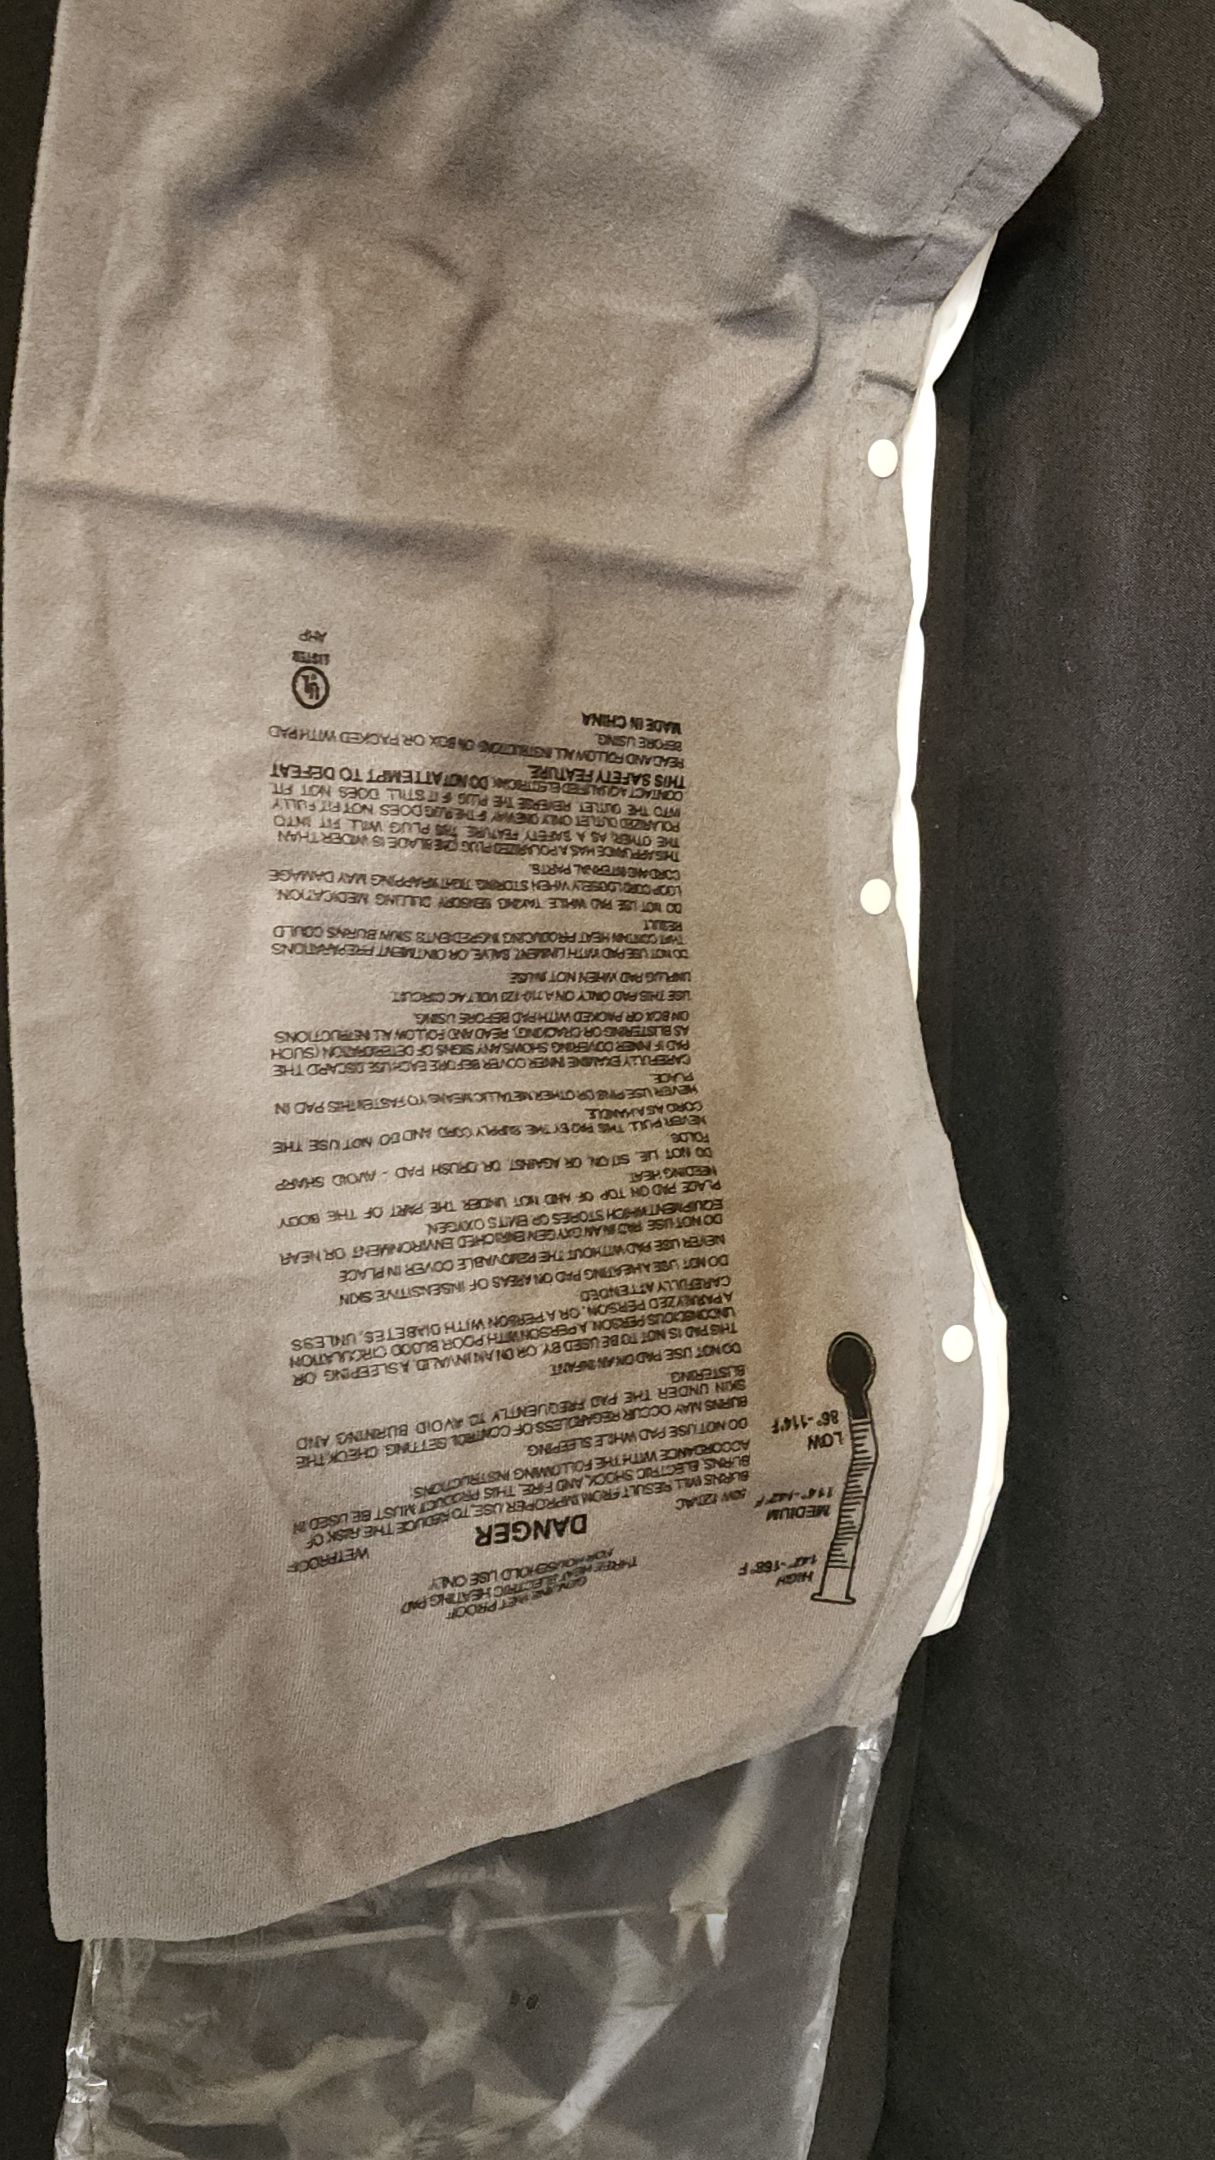 GENUINE WET PROOF
THREE HEAT ELECTRIC HEATING PAD
FOR HOUSEHOLD USE ONLY
WETPROOF
DANGER
50W 120 AC
BURNS WILL RESULT FROM IMPROPER USE. TO REDUCE THE RISK OF
BURNS, ELECTRIC SHOCK, AND FIRE. THIS PRODUCT MUST BE USED IN
ACCORDANCE WITH THE FOLLOWING INSTRUCTIONS:
DO NOT USE PAD WHILE SLEEPING.
BURNS MAY OCCUR REGARDLESS OF CONTROL SETTING. CHECK THE
SKIN UNDER THE PAD FREQUENTLY TO AVOID BURNING AND
BLISTERING.
DO NOT USE PAD ON AN INFANT.
THIS PAD IS NOT TO BE USED BY, OR ON AN INVALID, A SLEEPING OR
UNCONSCIOUS PERSON, A PERSON WITH POOR BLOOD CIRCULATION
A PARALYZED PERSON, OR A PERSON WITH DIABETES, UNLESS
CAREFULLY ATTENDED
DO NOT USE A HEATING PAD ON AREAS OF INSENSITIVE SKIN
NEVER USE PAD WITHOUT THE REMOVABLE COVER IN PLACE
DO NOT USE PAD IN AN OXYGEN ENRICHED ENVIRONMENT OR NEAR
EQUIPMENT WHICH STORES OR EMITS OXYGEN.
PLACE PAD ON TOP OF AND NOT UNDER THE PART OF THE BODY
NEEDING HEAT.
DO NOT LIE, SIT ON, OR AGAINST, OR CRUSH PAD - AVOID SHARP
FOLDS.
NEVER PULL THIS PAD BY THE SUPPLY CORD AND DO NOT USE THE
CORD AS A HANDLE.
NEVER USE PINS OR OTHER METALLIC MEANS YO FASTEN THIS PAD IN
PLACE.
CAREFULLY EXAMINE INNER COVER BEFORE EACH USE. DISCARD THE
PAD IF INNER COVERING SHOWS ANY SIGNS OF DETERIORATION (SUCH
AS BLISTERING OR CRACKING), READ AND FOLLOW ALL INSTRUCTIONS
ON BOX OR PACKED WITH PAD BEFORE USING.
USE THIS PAD ONLY ON A 110-120 VOLT AC CIRCUIT.
UNPLUG PAD WHEN NOT IN USE
DO NOT USE PAD WITH LINIMENT, SALVE, OR OINTMENT PREPARATIONS
THAT CONTAIN HEAT PRODUCING INGREDIENTS SKIN BURNS COULD
RESULT
DO NOT USE PAD WHILE TAKING SENSORY DULLING MEDICATION.
LOOP CORD LOOSELY WHEN STORING. TIGHT WRAPPING MAY DAMAGE
CORD AND INTERNAL PARTS.
THIS APPLIANCE HAS A POLARIZED PLUG (ONE BLADE IS WIDER THAN
THE OTHER. AS A SAFETY FEATURE, THIS PLUG WILL FIT INTO
POLARIZED OUTLET ONLY ONE WAY. IF THE PLUG DOES NOT FIT FULLY
INTO THE OUTLET. REVERSE THE PLUG IF IT STILL DOES NOT FIT
CONTACT A QUALIFIED ELECTRICIAN. DO NOT ATTEMPT TO DEFEAT
THIS SAFETY FEATURE.
READ AND FOLLOW ALL INSTRUCTIONS ON BOX OR PACKED WITH PAD
BEFORE USING.
MADE IN CHINA
UL
LISTED
AHP
HIGH
147°-168° F
MEDIUM
114°-147° F
LOW
86°-114°F